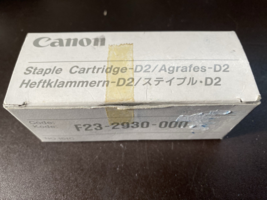 Canon
Staple Cartridge-D2/Agrafes-D2
Heftklammern-D2/ステイプル・D2
F23-2930-000